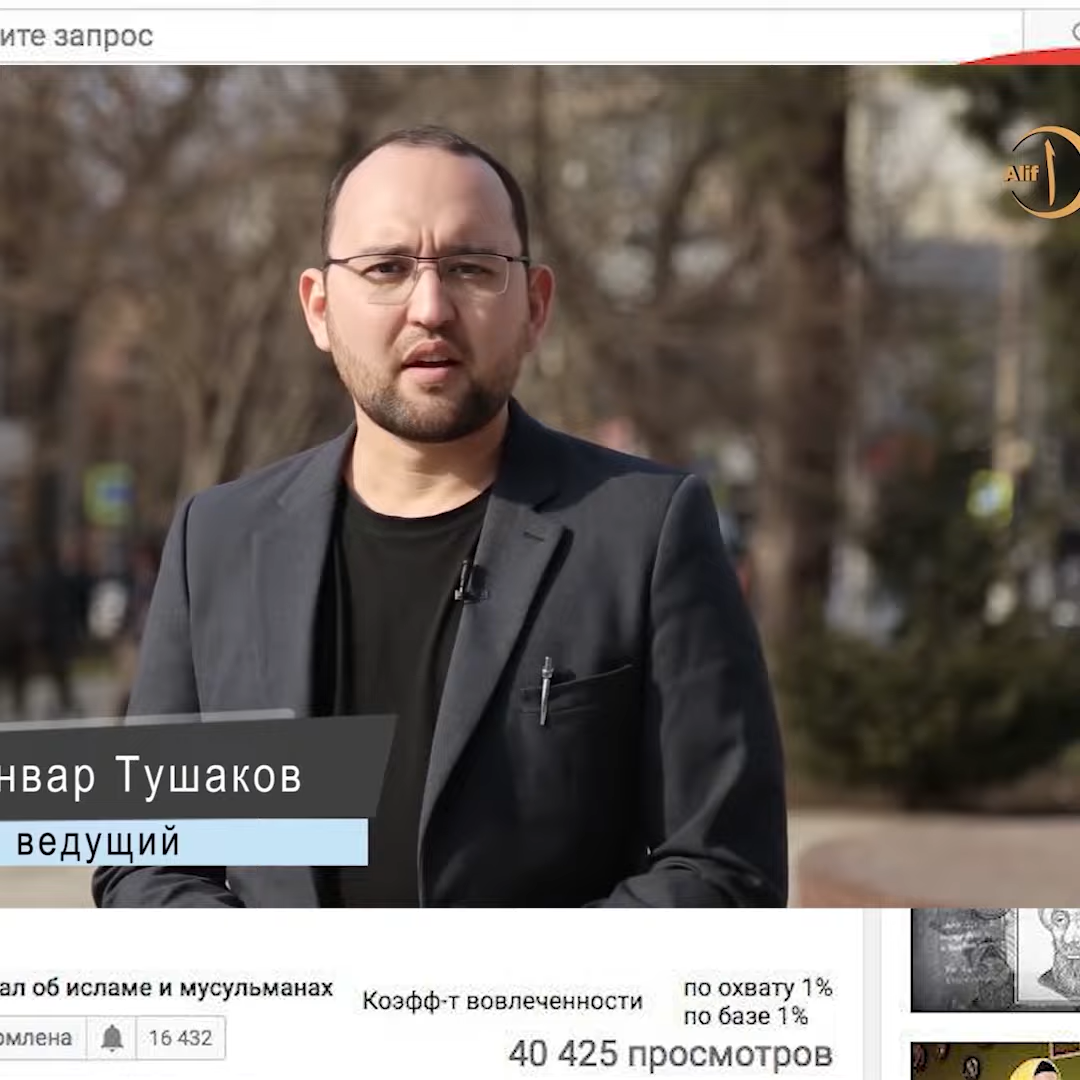 ите запрос
Alif
нвар Тушаков
ведущий
ал об исламе и мусульманах
Коэфф-т вовлеченности
по охвату 1%
по базе 1%
омлена
16 432
40 425 просмотров